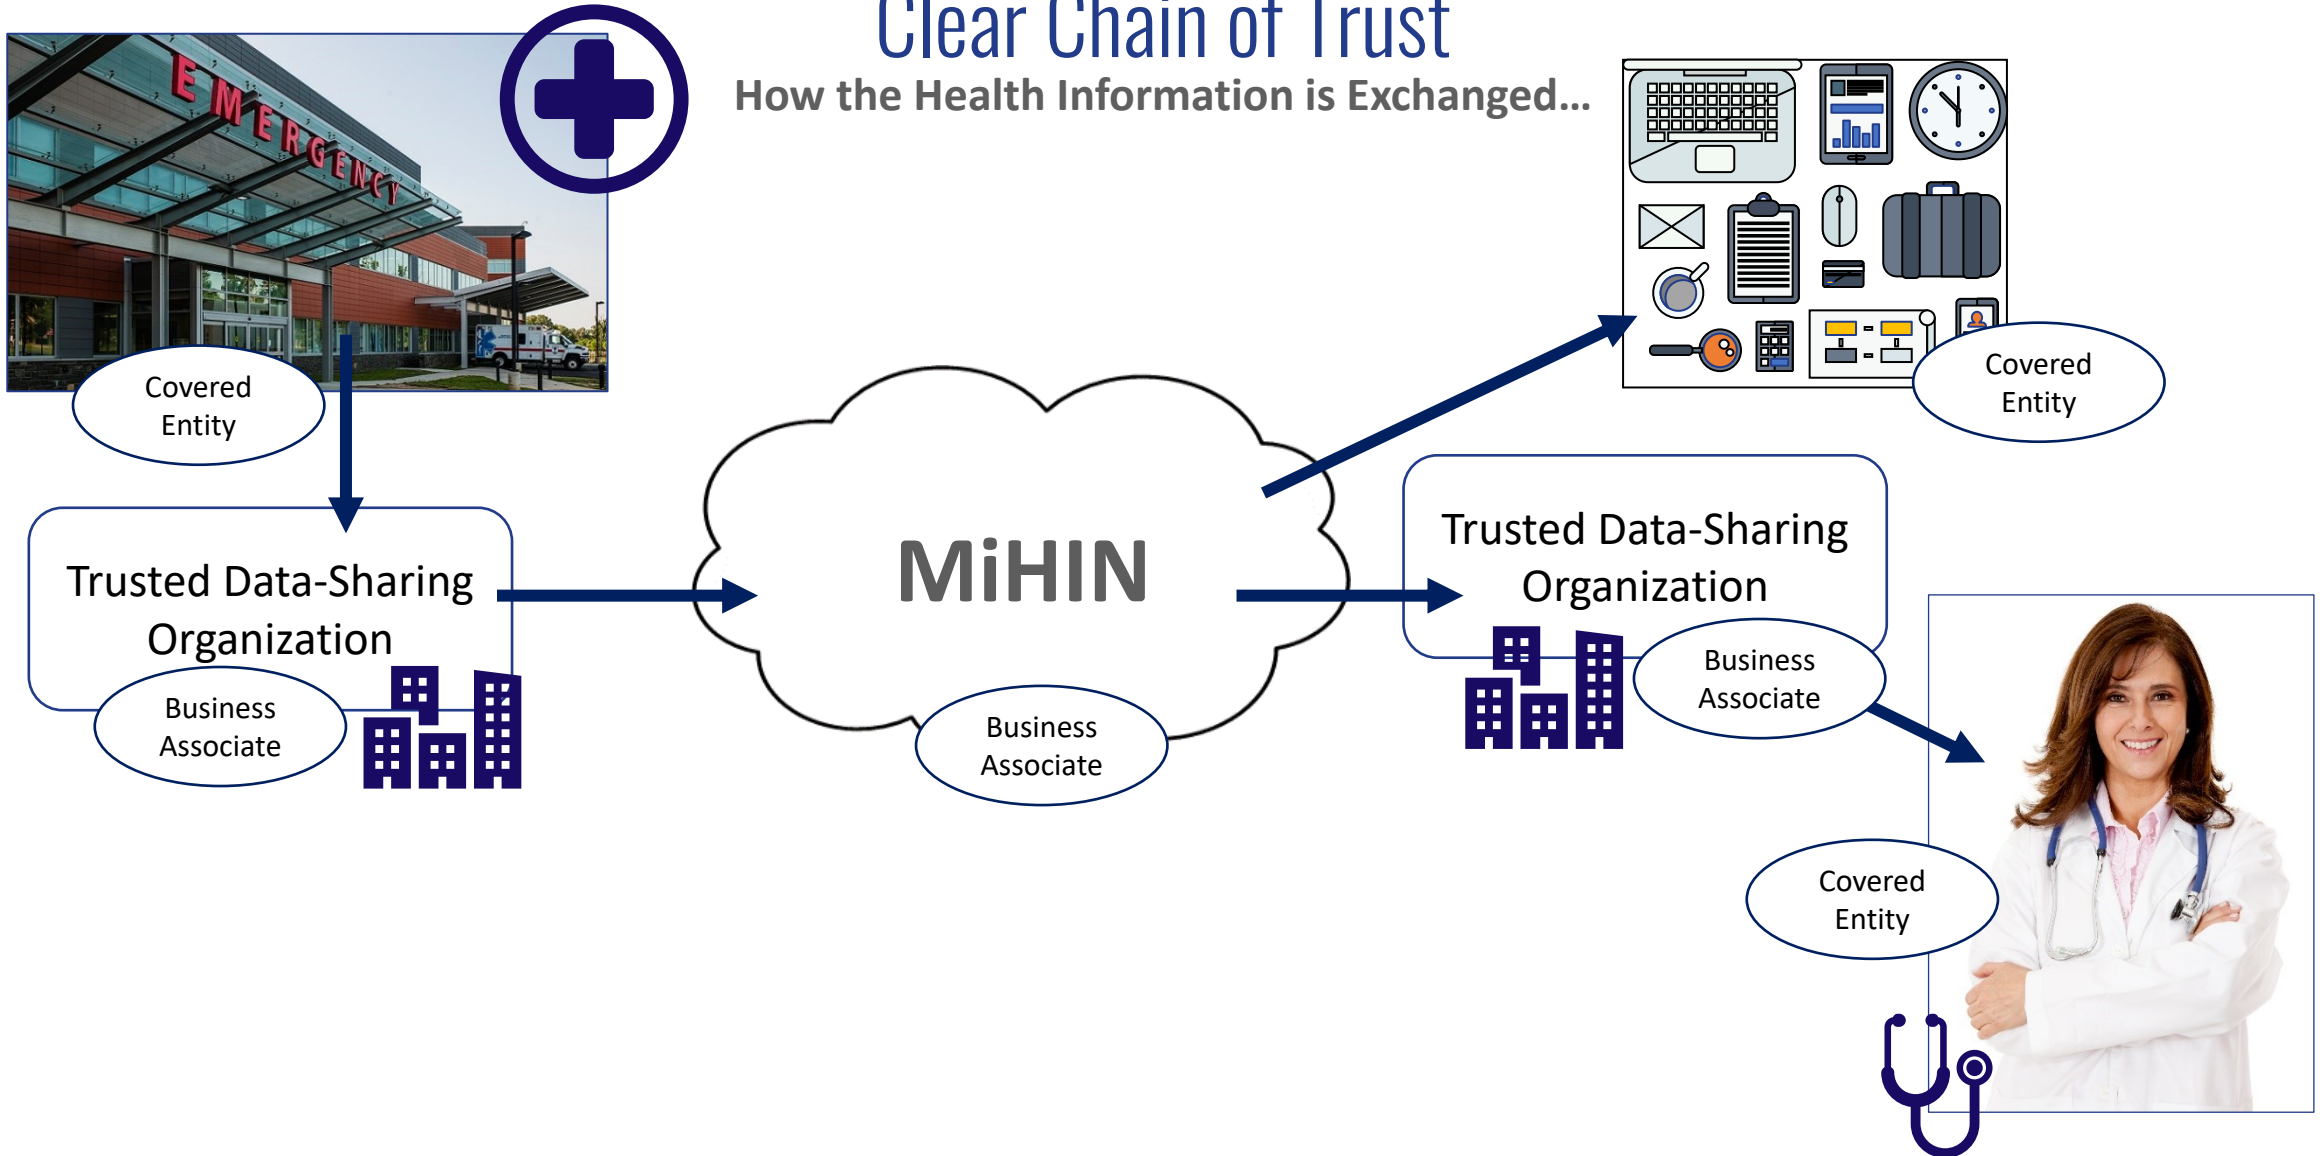 Clear Chain of Trust
How the Health Information is Exchanged...
EMERGENCY
Covered
Entity
Covered
Entity
Trusted Data-Sharing
Organization
Business
Associate
MiHIN
Business
Associate
Trusted Data-Sharing
Organization
Business
Associate
Covered
Entity